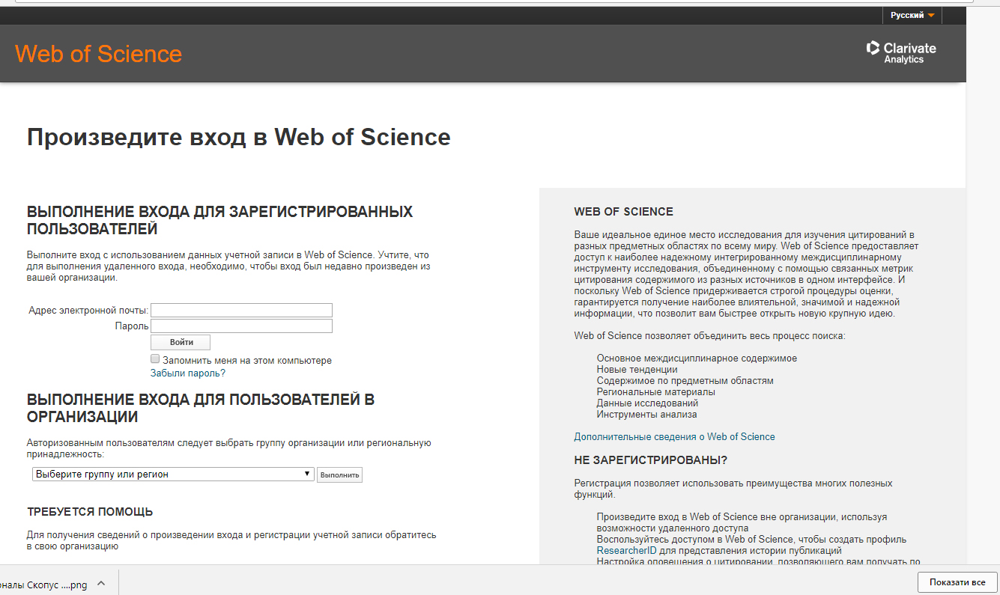 Русский
Web of Science
Clarivate
Analytics
Произведите вход в Web of Science
ВЫПОЛНЕНИЕ ВХОДА ДЛЯ ЗАРЕГИСТРИРОВАННЫХ
ПОЛЬЗОВАТЕЛЕЙ
Выполните вход с использованием данных учетной записи в Web of Science. Учтите, что
для выполнения удаленного входа, необходимо, чтобы вход был недавно произведен из
вашей организации.
Адрес электронной почты:
Пароль
Войти
Запомнить меня на этом компьютере
Забыли пароль?
ВЫПОЛНЕНИЕ ВХОДА ДЛЯ ПОЛЬЗОВАТЕЛЕЙ В
ОРГАНИЗАЦИИ
Авторизованным пользователям следует выбрать группу организации или региональную
принадлежность:
Выберите группу или регион
Выполнить
ТРЕБУЕТСЯ ПОМОЩЬ
Для получения сведений о произведении входа и регистрации учетной записи обратитесь
в свою организацию
WEB OF SCIENCE
Ваше идеальное единое место исследования для изучения цитирований в
разных предметных областях по всему миру. Web of Science предоставляет
доступ к наиболее надежному интегрированному междисциплинарному
инструменту исследования, объединенному с помощью связанных метрик
цитирования содержимого из разных источников в одном интерфейсе. И
поскольку Web of Science придерживается строгой процедуры оценки,
гарантируется получение наиболее влиятельной, значимой и надежной
информации, что позволит вам быстрее открыть новую крупную идею.
Web of Science позволяет объединить весь процесс поиска:
Основное междисциплинарное содержимое
Новые тенденции
Содержимое по предметным областям
Региональные материалы
Данные исследований
Инструменты анализа
Дополнительные сведения о Web of Science
НЕ ЗАРЕГИСТРИРОВАНЫ?
Регистрация позволяет использовать преимущества многих полезных
функций.
Произведите вход в Web of Science вне организации, используя
возможности удаленного доступа
Воспользуйтесь доступом в Web of Science, чтобы создать профиль
ResearcherID для представления истории публикаций
Настройка оповещения о цитировании, позволяющего вам получать по
оналы Скопус ....png
Показати все